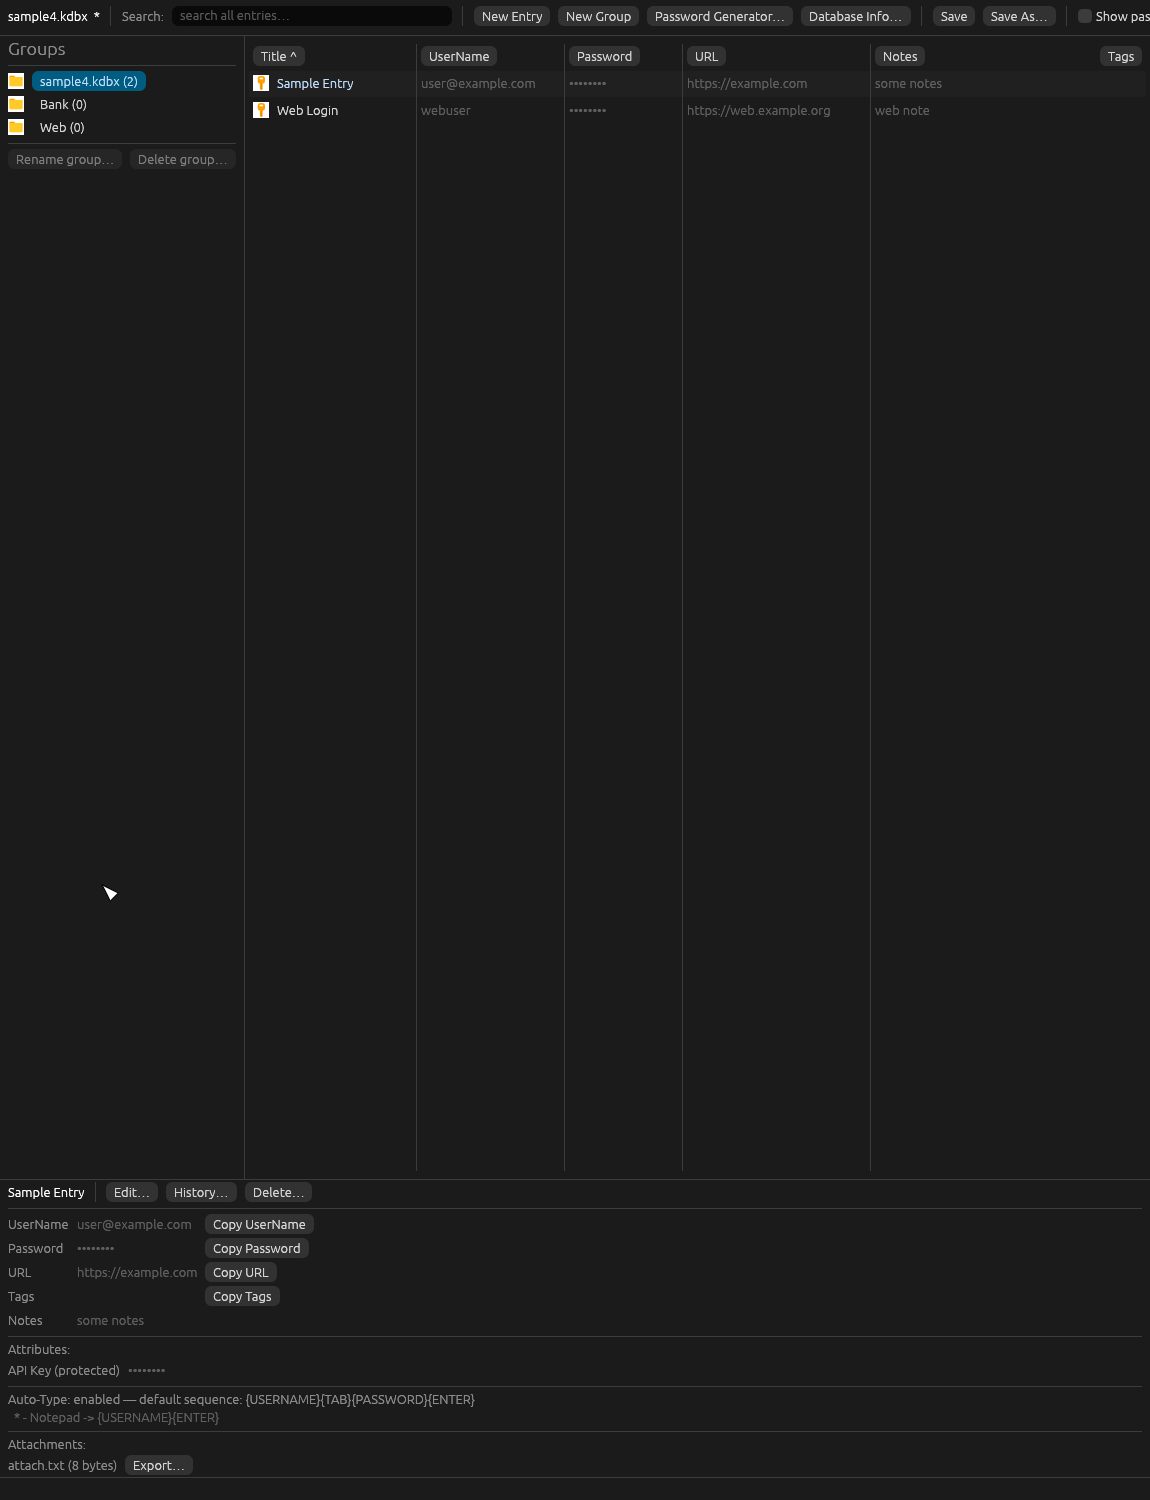 sample4.kdbx * Search: search all entries... New Entry New Group Password Generator... Database Info... Save Save As... Show pas
Groups
sample4.kdbx (2)
Bank (0)
Web (0)
Rename group... Delete group...
Title ^ UserName Password URL Notes Tags
Sample Entry user@example.com •••••••• https://example.com some notes
Web Login webuser •••••••• https://web.example.org web note
Sample Entry Edit... History... Delete...
UserName user@example.com Copy UserName
Password •••••••• Copy Password
URL https://example.com Copy URL
Tags Copy Tags
Notes some notes
Attributes:
API Key (protected) ••••••••
Auto-Type: enabled — default sequence: {USERNAME}{TAB}{PASSWORD}{ENTER}
* - Notepad -> {USERNAME}{ENTER}
Attachments:
attach.txt (8 bytes) Export...